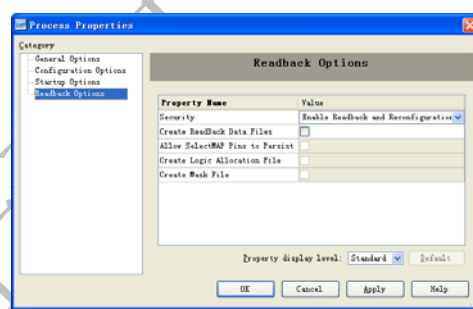 Process Properties
Category
General Options
Configuration Options
Startup Options
Readback Options
Readback Options
Property Name Value
Security Enable Readback and Reconfiguration
Create ReadBack Data Files
Allow SelectMAP Pins to Persist
Create Logic Allocation File
Create Mask File
Property display level: Standard Default
OK Cancel Apply Help